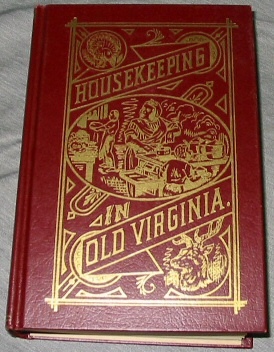 HOUSEKEEPING
IN
OLD VIRGINIA.